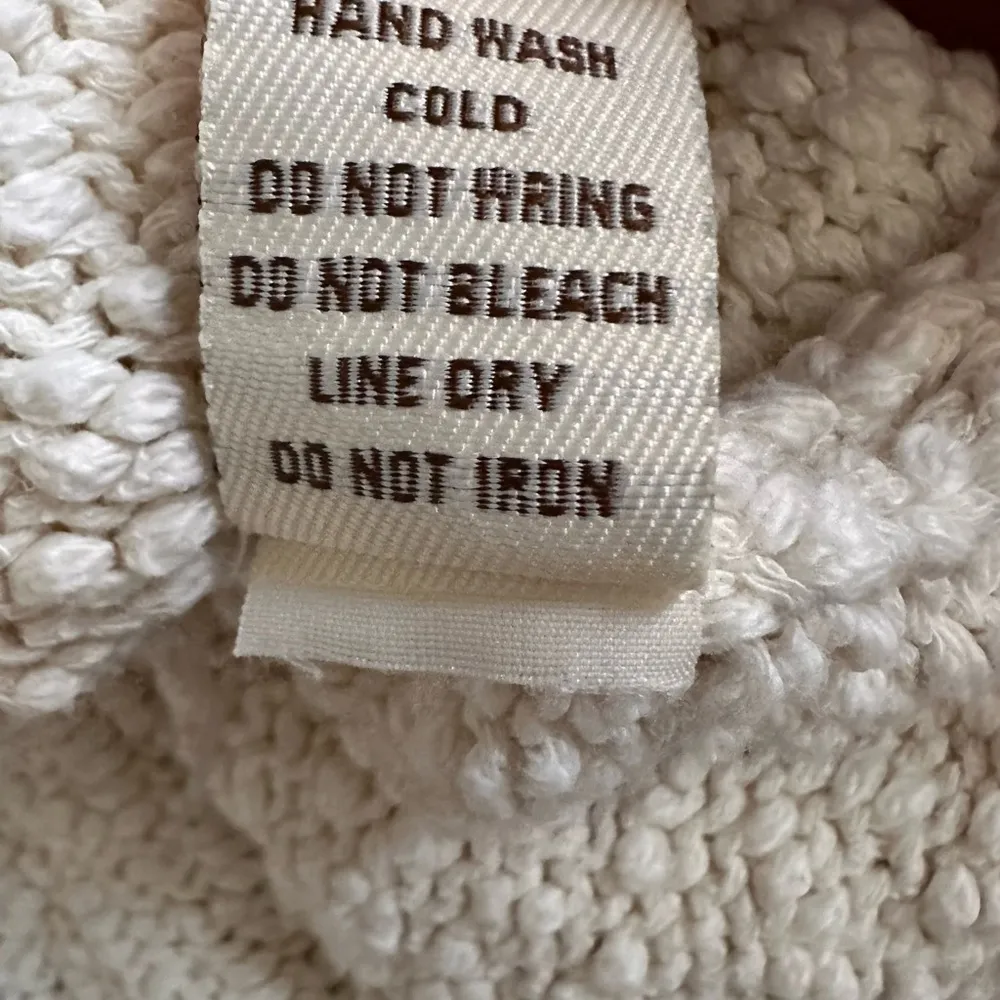 HAND WASH
COLD
DO NOT WRING
DO NOT BLEACH
LINE DRY
DO NOT IRON